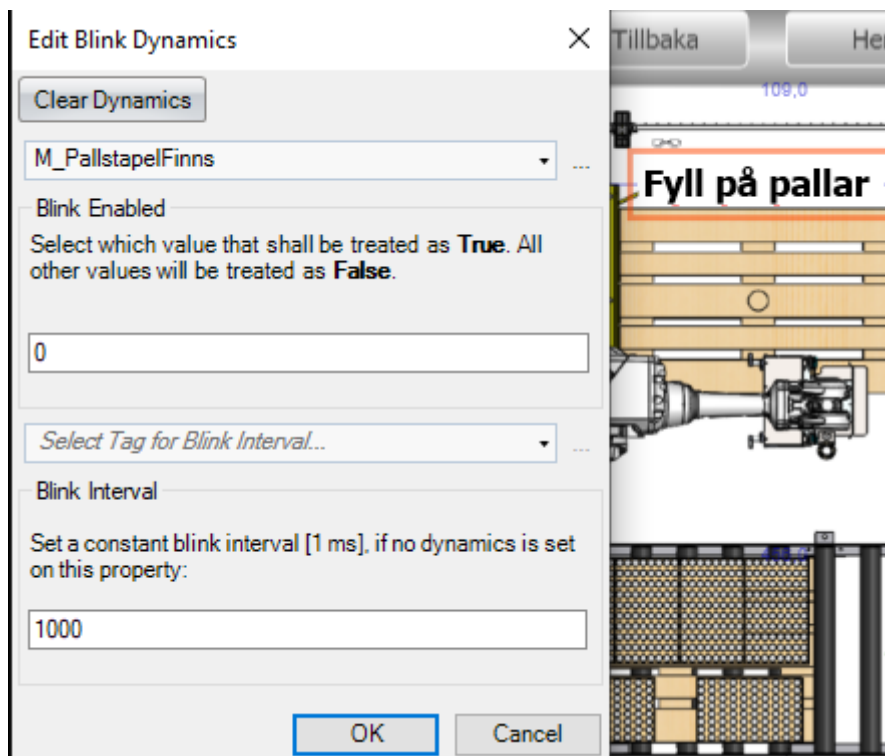 Edit Blink Dynamics
Tillbaka
Clear Dynamics
109,0
M_PallstapelFinns
...
Fyll på pallar
Blink Enabled
Select which value that shall be treated as True. All
other values will be treated as False.
0
Select Tag for Blink Interval...
...
Blink Interval
Set a constant blink interval [1 ms], if no dynamics is set
on this property:
1000
OK
Cancel